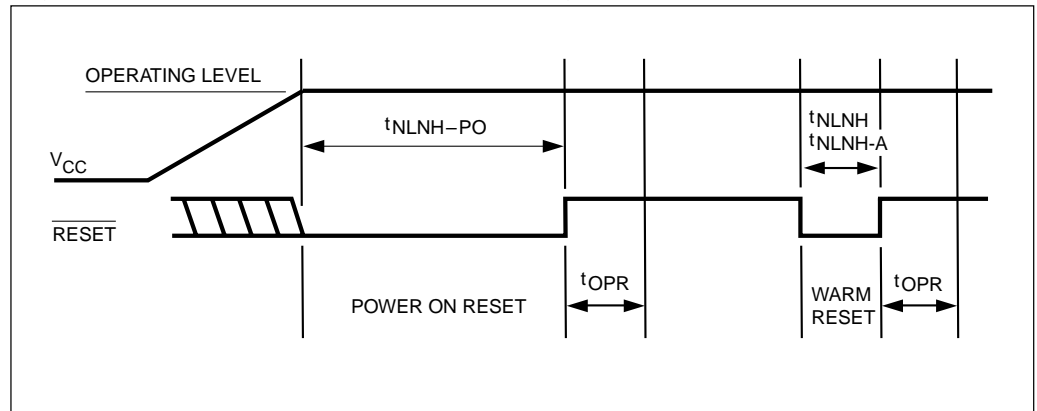 OPERATING LEVEL
tNLNH–PO
tNLNH
tNLNH-A
VCC
RESET
tOPR
tOPR
POWER ON RESET
WARM
RESET